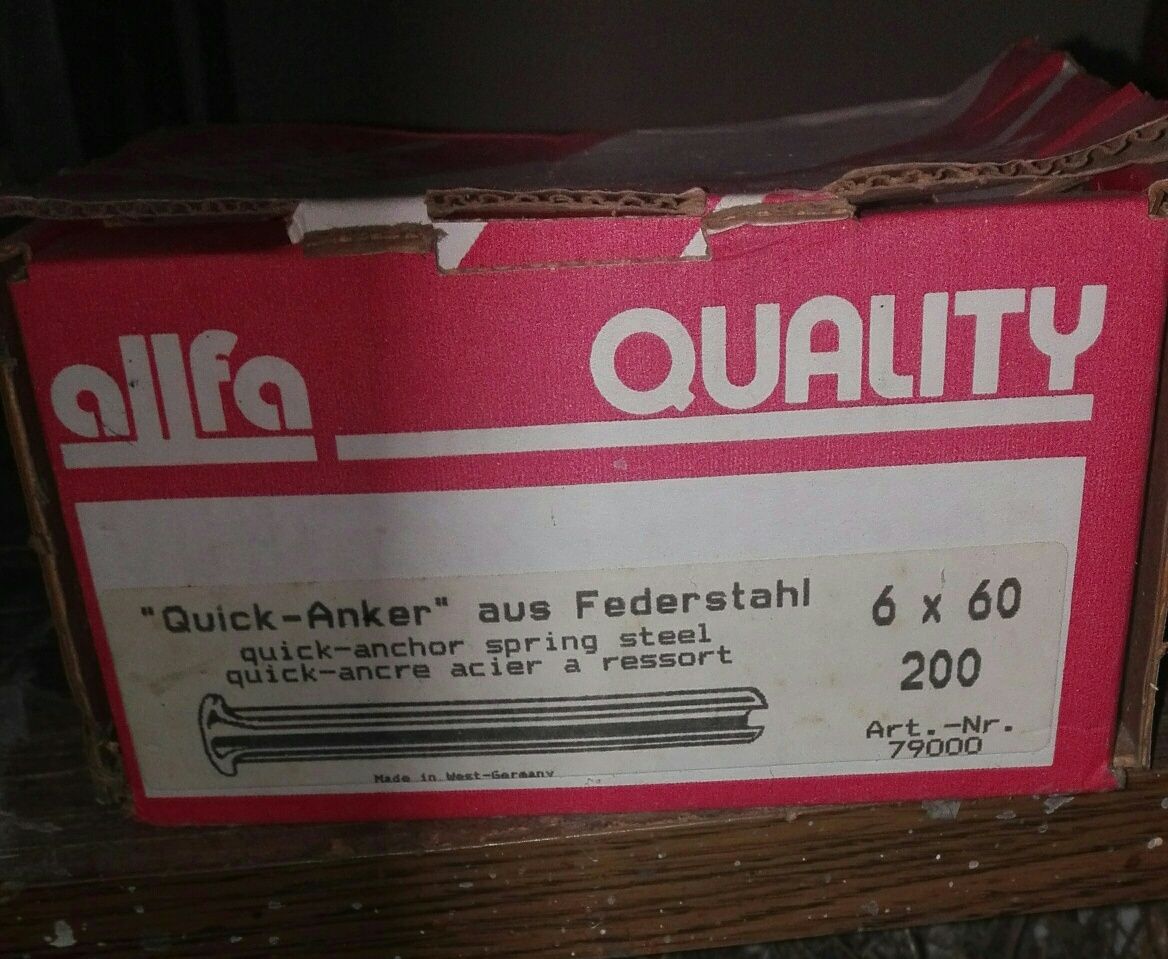 allfa
QUALITY
"Quick-Anker" aus Federstahl
quick-anchor spring steel
quick-ancre acier a ressort
6 x 60
200
Art.-Nr.
79000
Made in West-Germany